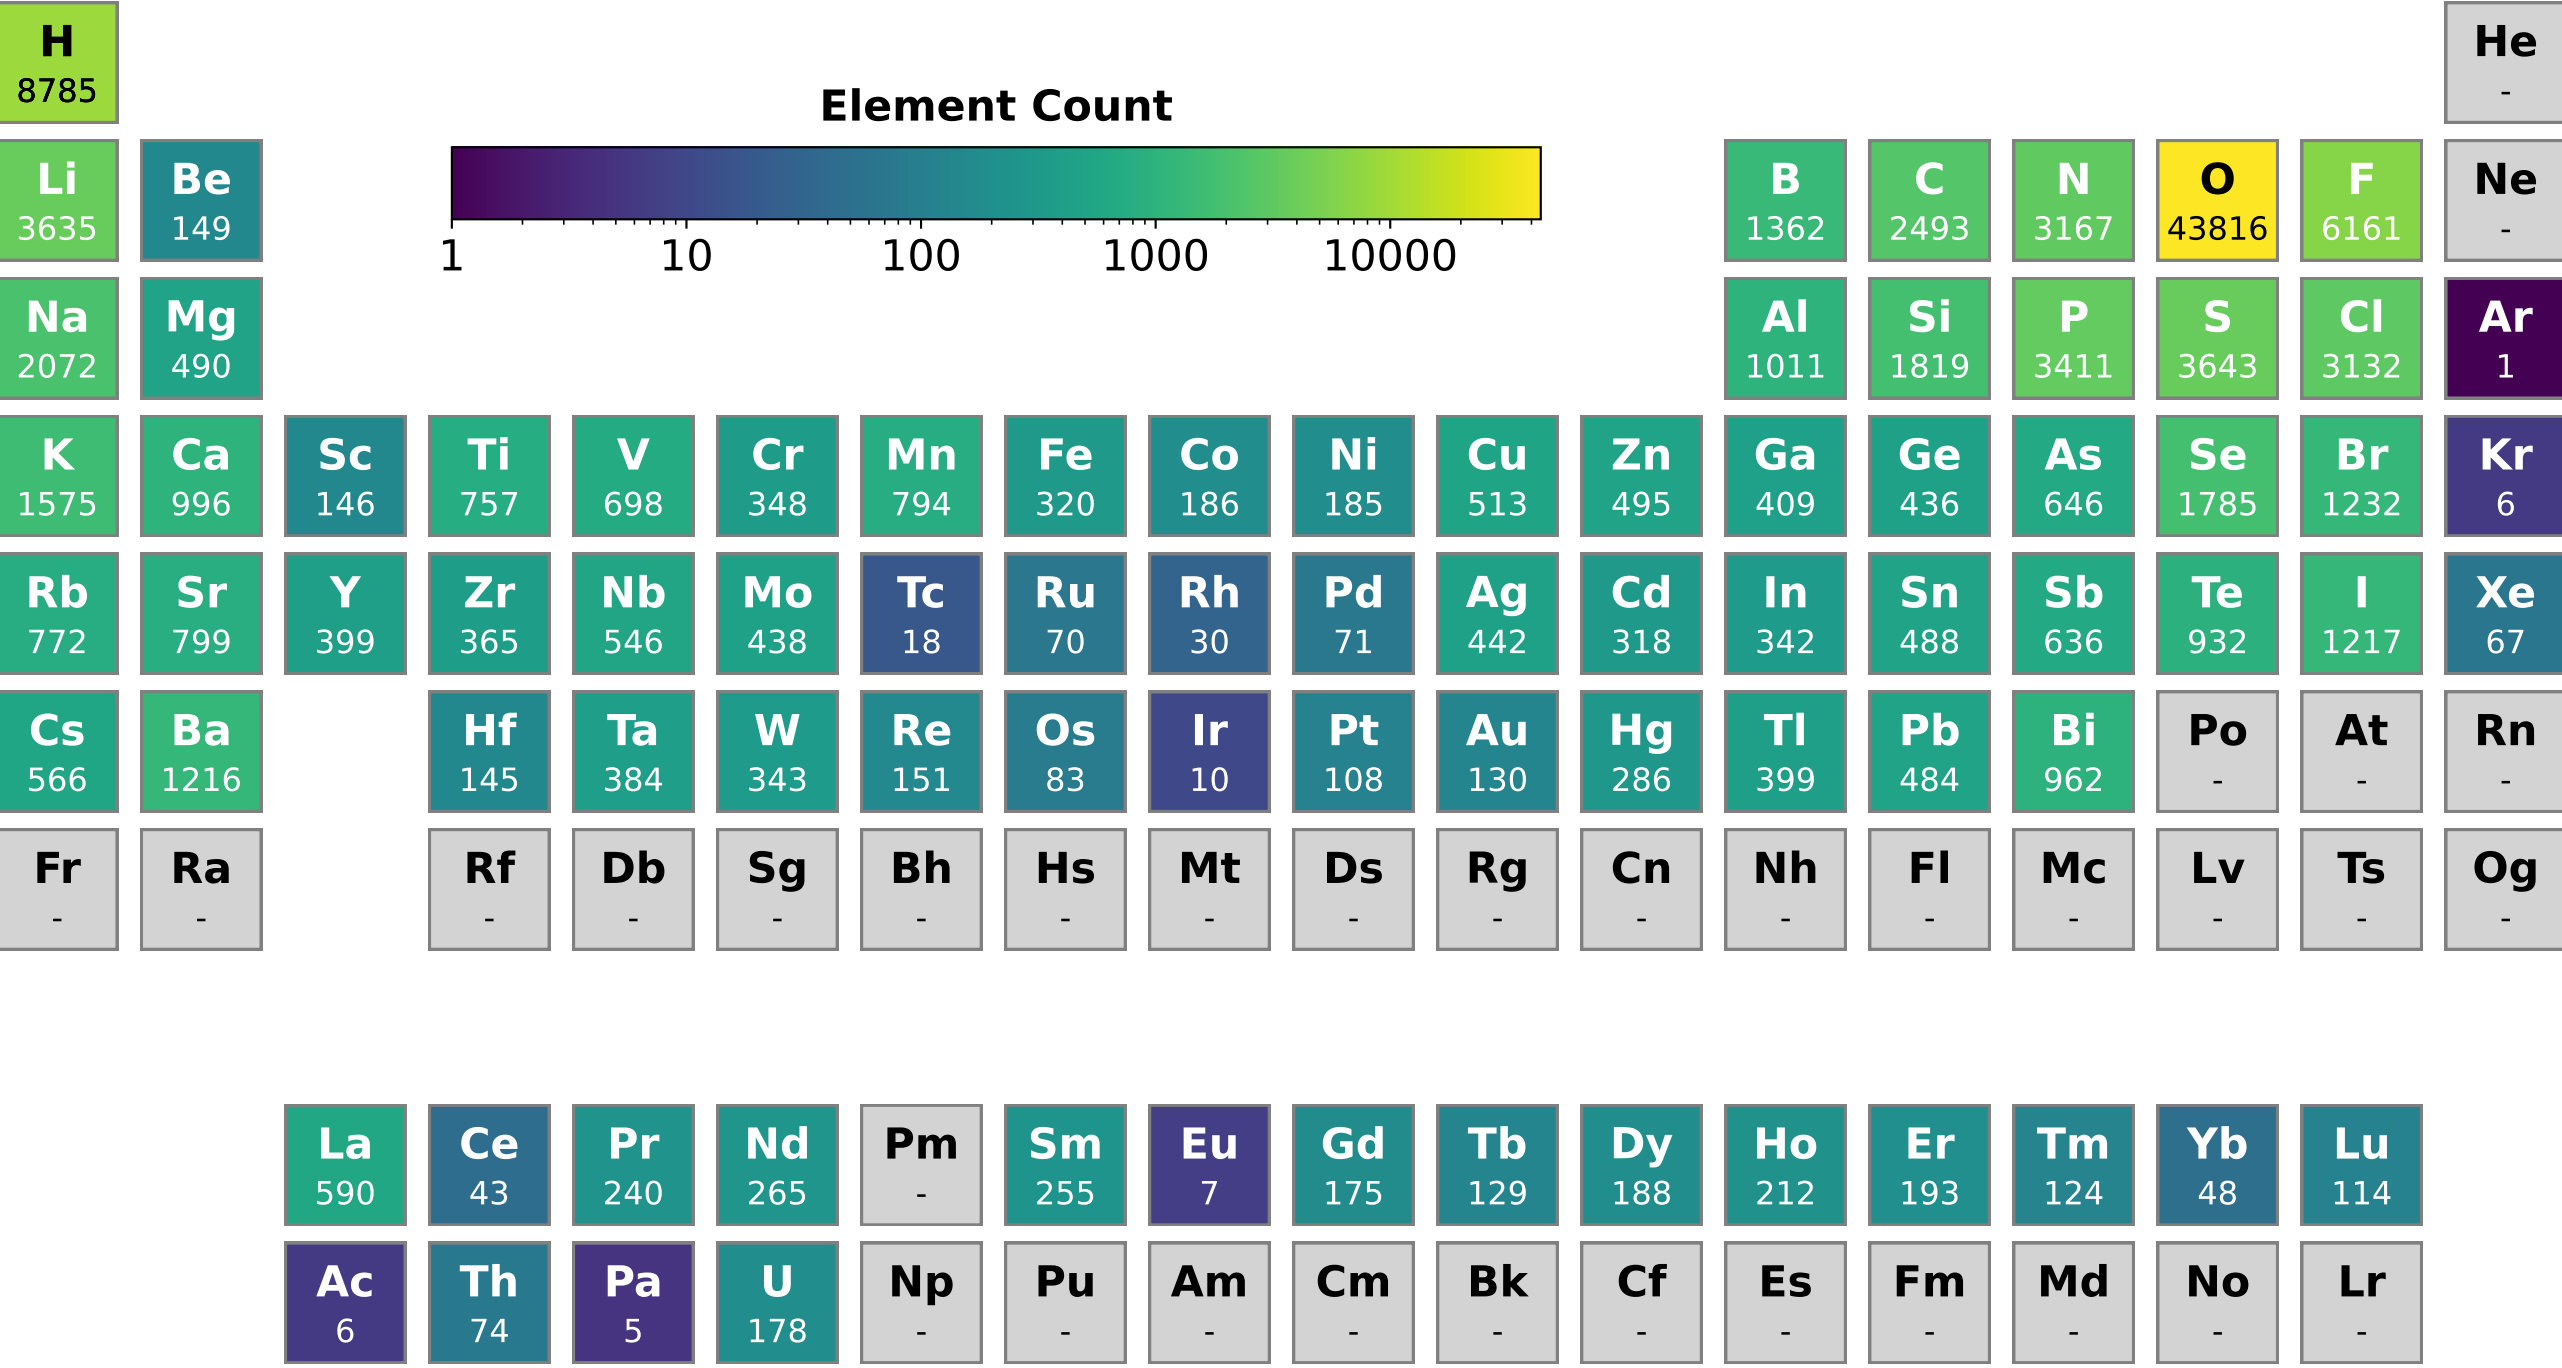 H He
8785 -
Element Count
Li Be B C N O F Ne
3635 149 1362 2493 3167 43816 6161 -
1 10 100 1000 10000
Na Mg Al Si P S Cl Ar
2072 490 1011 1819 3411 3643 3132 1
K Ca Sc Ti V Cr Mn Fe Co Ni Cu Zn Ga Ge As Se Br Kr
1575 996 146 757 698 348 794 320 186 185 513 495 409 436 646 1785 1232 6
Rb Sr Y Zr Nb Mo Tc Ru Rh Pd Ag Cd In Sn Sb Te I Xe
772 799 399 365 546 438 18 70 30 71 442 318 342 488 636 932 1217 67
Cs Ba Hf Ta W Re Os Ir Pt Au Hg Tl Pb Bi Po At Rn
566 1216 145 384 343 151 83 10 108 130 286 399 484 962 - - -
Fr Ra Rf Db Sg Bh Hs Mt Ds Rg Cn Nh Fl Mc Lv Ts Og
- - - - - - - - - - - - - - - - -
La Ce Pr Nd Pm Sm Eu Gd Tb Dy Ho Er Tm Yb Lu
590 43 240 265 - 255 7 175 129 188 212 193 124 48 114
Ac Th Pa U Np Pu Am Cm Bk Cf Es Fm Md No Lr
6 74 5 178 - - - - - - - - - - -